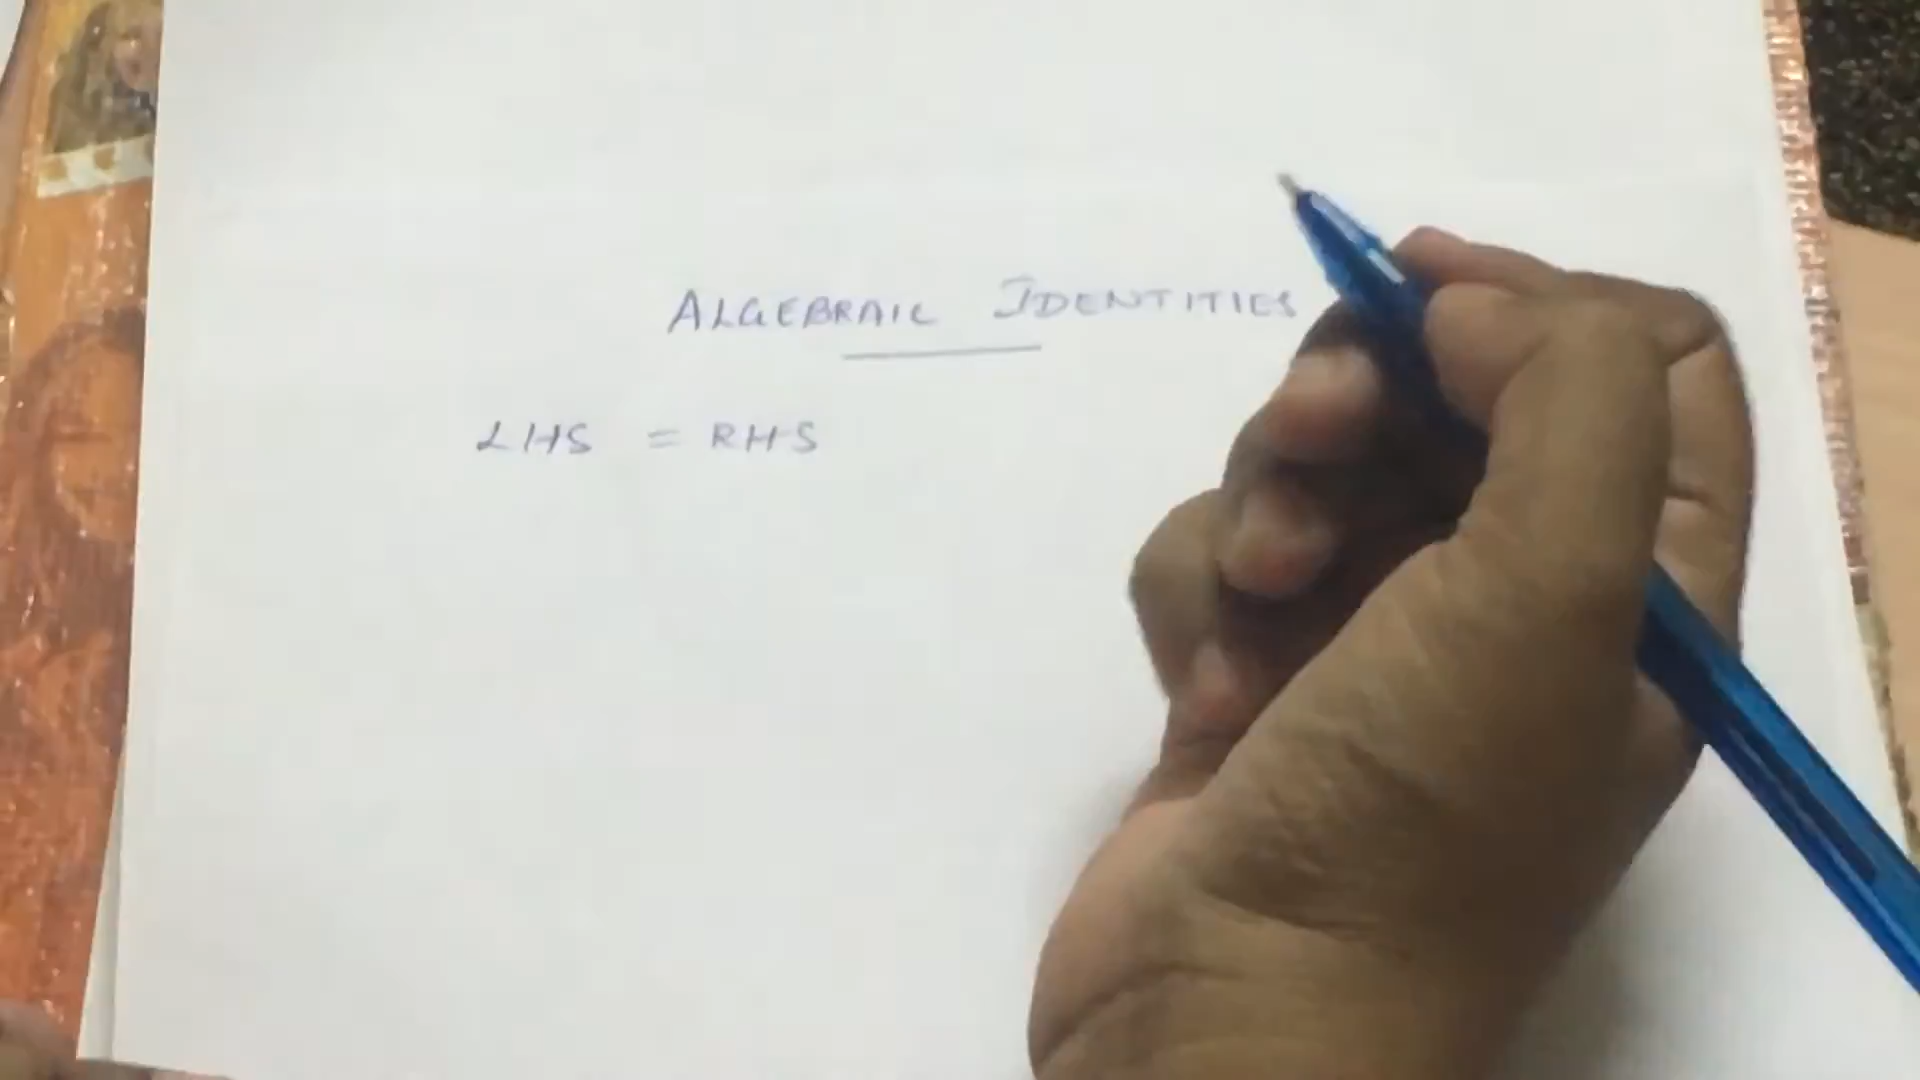 ALGEBRAIC IDENTITIES
LHS = RHS